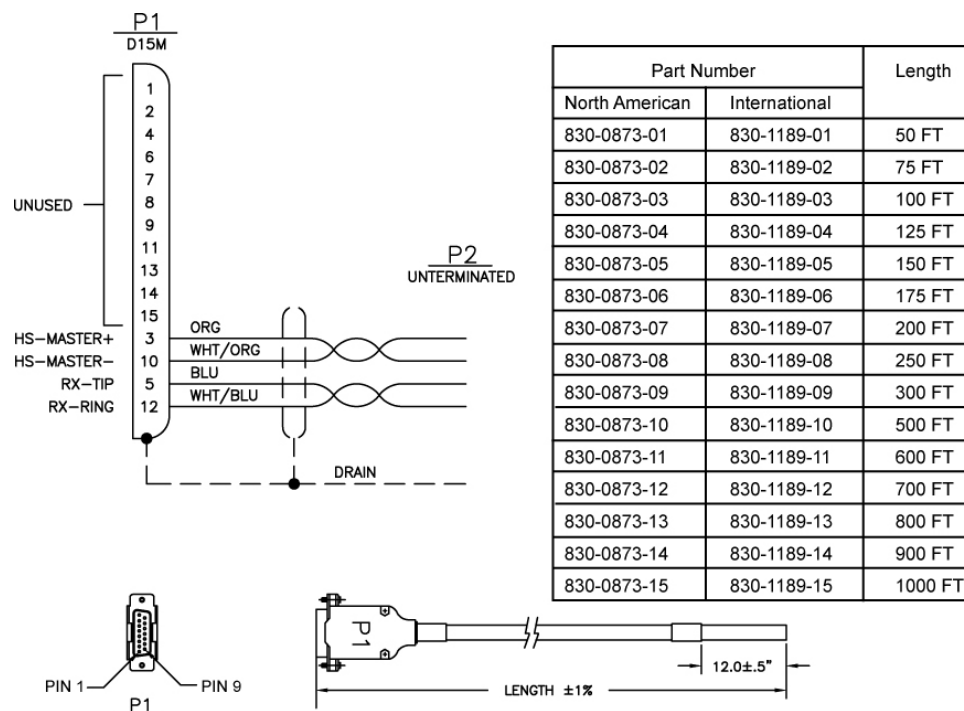 P1
D15M
1
2
4
6
7
8
9
11
13
14
15
UNUSED
HS-MASTER+ 3 ORG
HS-MASTER- 10 WHT/ORG
RX-TIP 5 BLU
RX-RING 12 WHT/BLU
DRAIN
P2
UNTERMINATED
Part Number Length
North American International
830-0873-01 830-1189-01 50 FT
830-0873-02 830-1189-02 75 FT
830-0873-03 830-1189-03 100 FT
830-0873-04 830-1189-04 125 FT
830-0873-05 830-1189-05 150 FT
830-0873-06 830-1189-06 175 FT
830-0873-07 830-1189-07 200 FT
830-0873-08 830-1189-08 250 FT
830-0873-09 830-1189-09 300 FT
830-0873-10 830-1189-10 500 FT
830-0873-11 830-1189-11 600 FT
830-0873-12 830-1189-12 700 FT
830-0873-13 830-1189-13 800 FT
830-0873-14 830-1189-14 900 FT
830-0873-15 830-1189-15 1000 FT
PIN 1 PIN 9
P1
P1
12.0±.5"
LENGTH ±1%